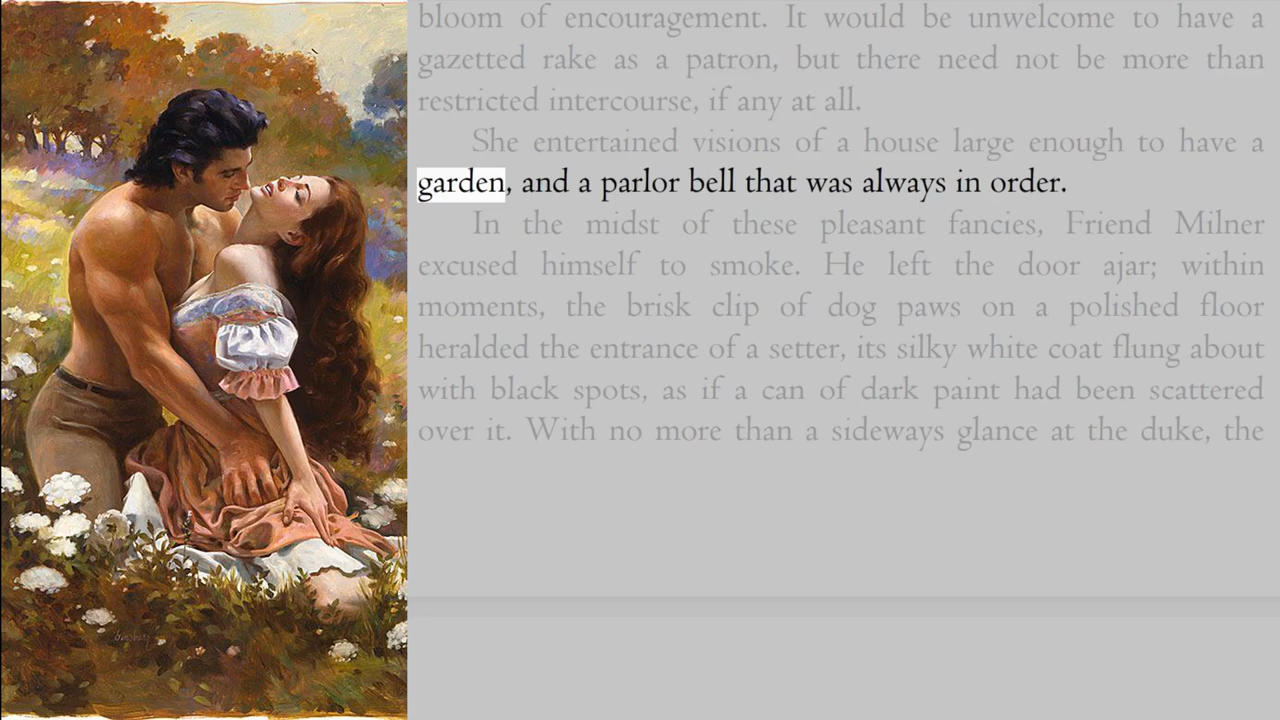 bloom of encouragement. It would be unwelcome to have a
gazetted rake as a patron, but there need not be more than
restricted intercourse, if any at all.
She entertained visions of a house large enough to have a
garden, and a parlor bell that was always in order.
In the midst of these pleasant fancies, Friend Milner
excused himself to smoke. He left the door ajar; within
moments, the brisk clip of dog paws on a polished floor
heralded the entrance of a setter, its silky white coat flung about
with black spots, as if a can of dark paint had been scattered
over it. With no more than a sideways glance at the duke, the